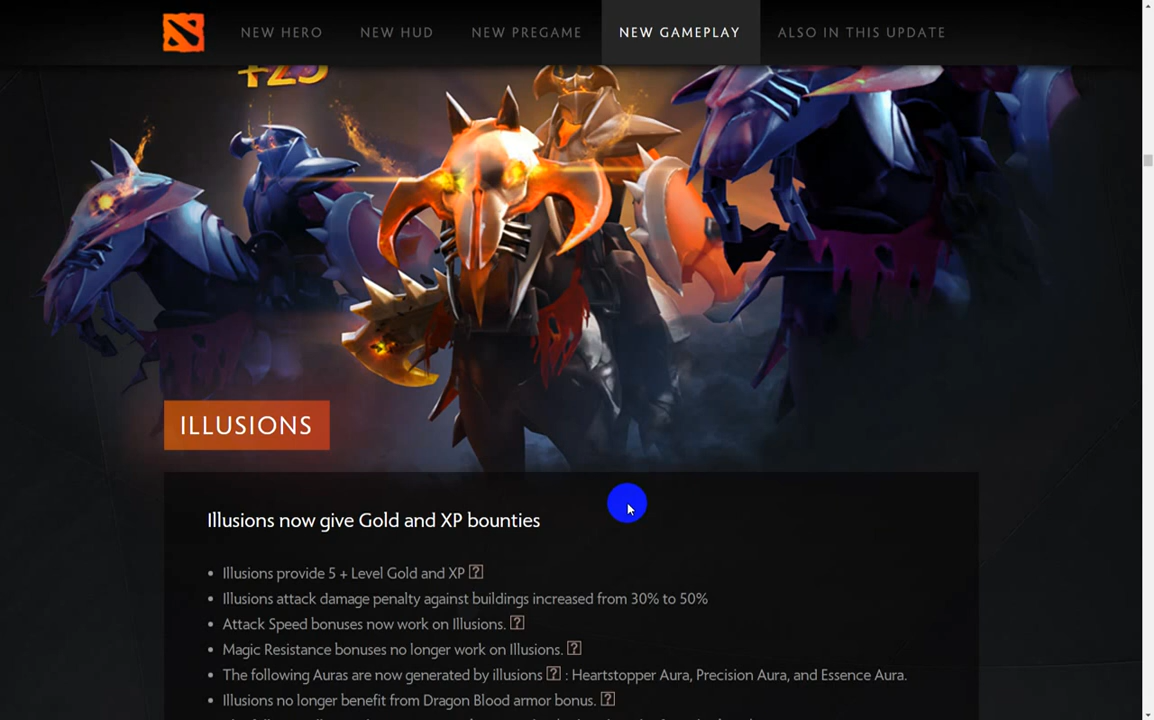 NEW HERO NEW HUD NEW PREGAME NEW GAMEPLAY ALSO IN THIS UPDATE
+25
ILLUSIONS
Illusions now give Gold and XP bounties
• Illusions provide 5 + Level Gold and XP [?]
• Illusions attack damage penalty against buildings increased from 30% to 50%
• Attack Speed bonuses now work on Illusions. [?]
• Magic Resistance bonuses no longer work on Illusions. [?]
• The following Auras are now generated by illusions [?] : Heartstopper Aura, Precision Aura, and Essence Aura.
• Illusions no longer benefit from Dragon Blood armor bonus. [?]